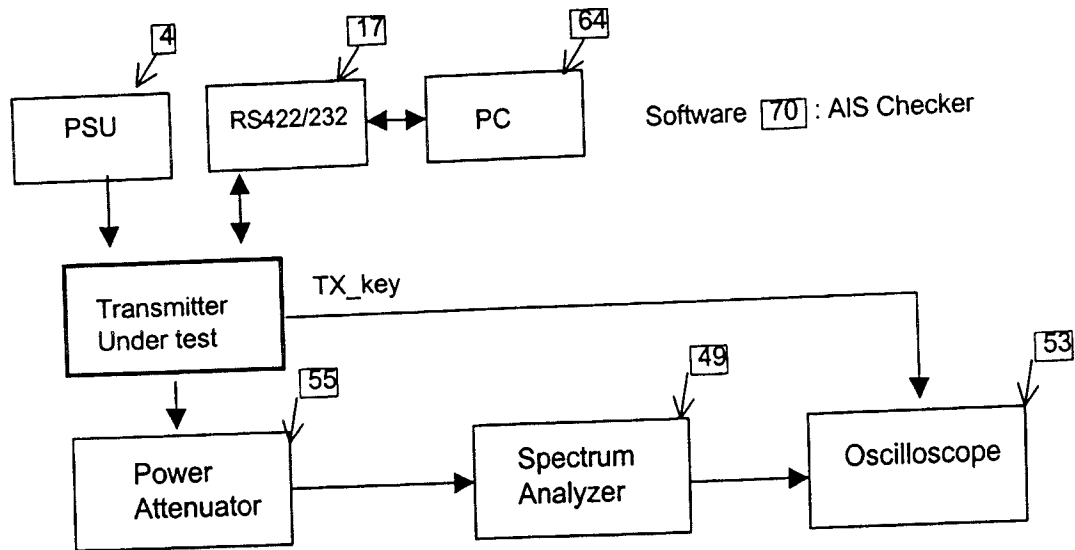 4
17
64
PSU
RS422/232
PC
Software 70 : AIS Checker
Transmitter
Under test
TX_key
55
49
53
Power
Attenuator
Spectrum
Analyzer
Oscilloscope